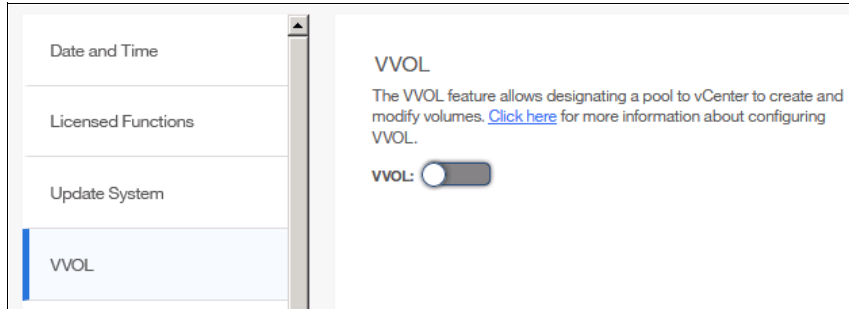 Date and Time
Licensed Functions
Update System
VVOL
VVOL
The VVOL feature allows designating a pool to vCenter to create and
modify volumes. Click here for more information about configuring
VVOL.
VVOL: